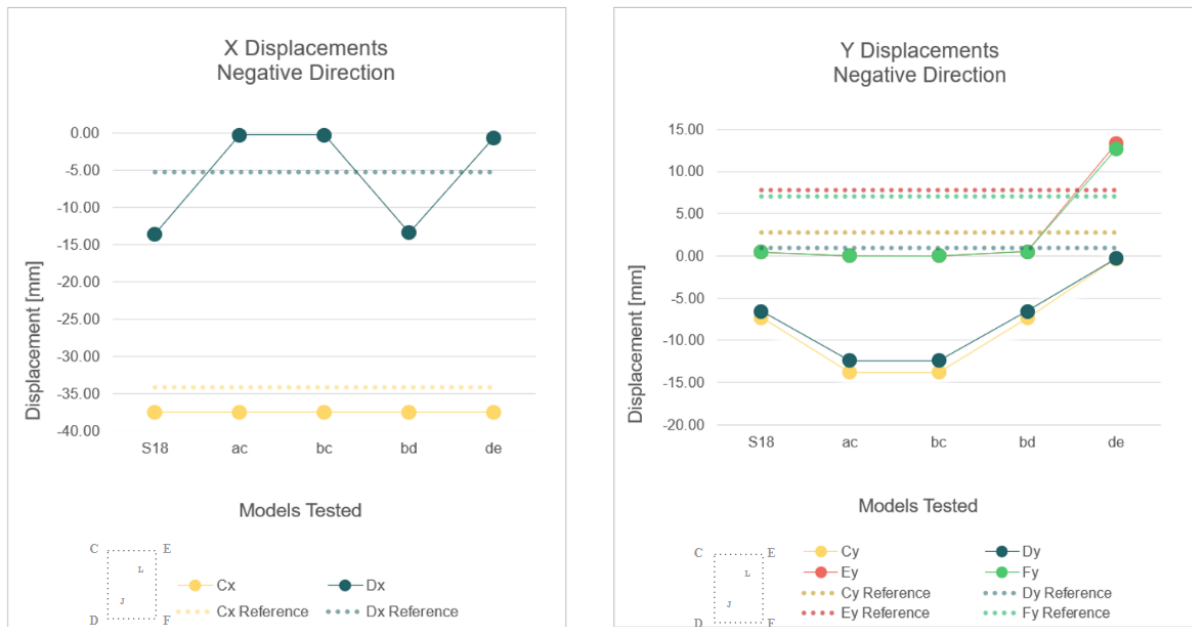 X Displacements
Negative Direction
Displacement [mm]
0.00
-5.00
-10.00
-15.00
-20.00
-25.00
-30.00
-35.00
-40.00
S18 ac bc bd de
Models Tested
C E
L
J
D F
Cx Dx
Cx Reference Dx Reference
Y Displacements
Negative Direction
Displacement [mm]
15.00
10.00
5.00
0.00
-5.00
-10.00
-15.00
-20.00
S18 ac bc bd de
Models Tested
C E
L
J
D F
Cy Dy
Ey Fy
Cy Reference Dy Reference
Ey Reference Fy Reference